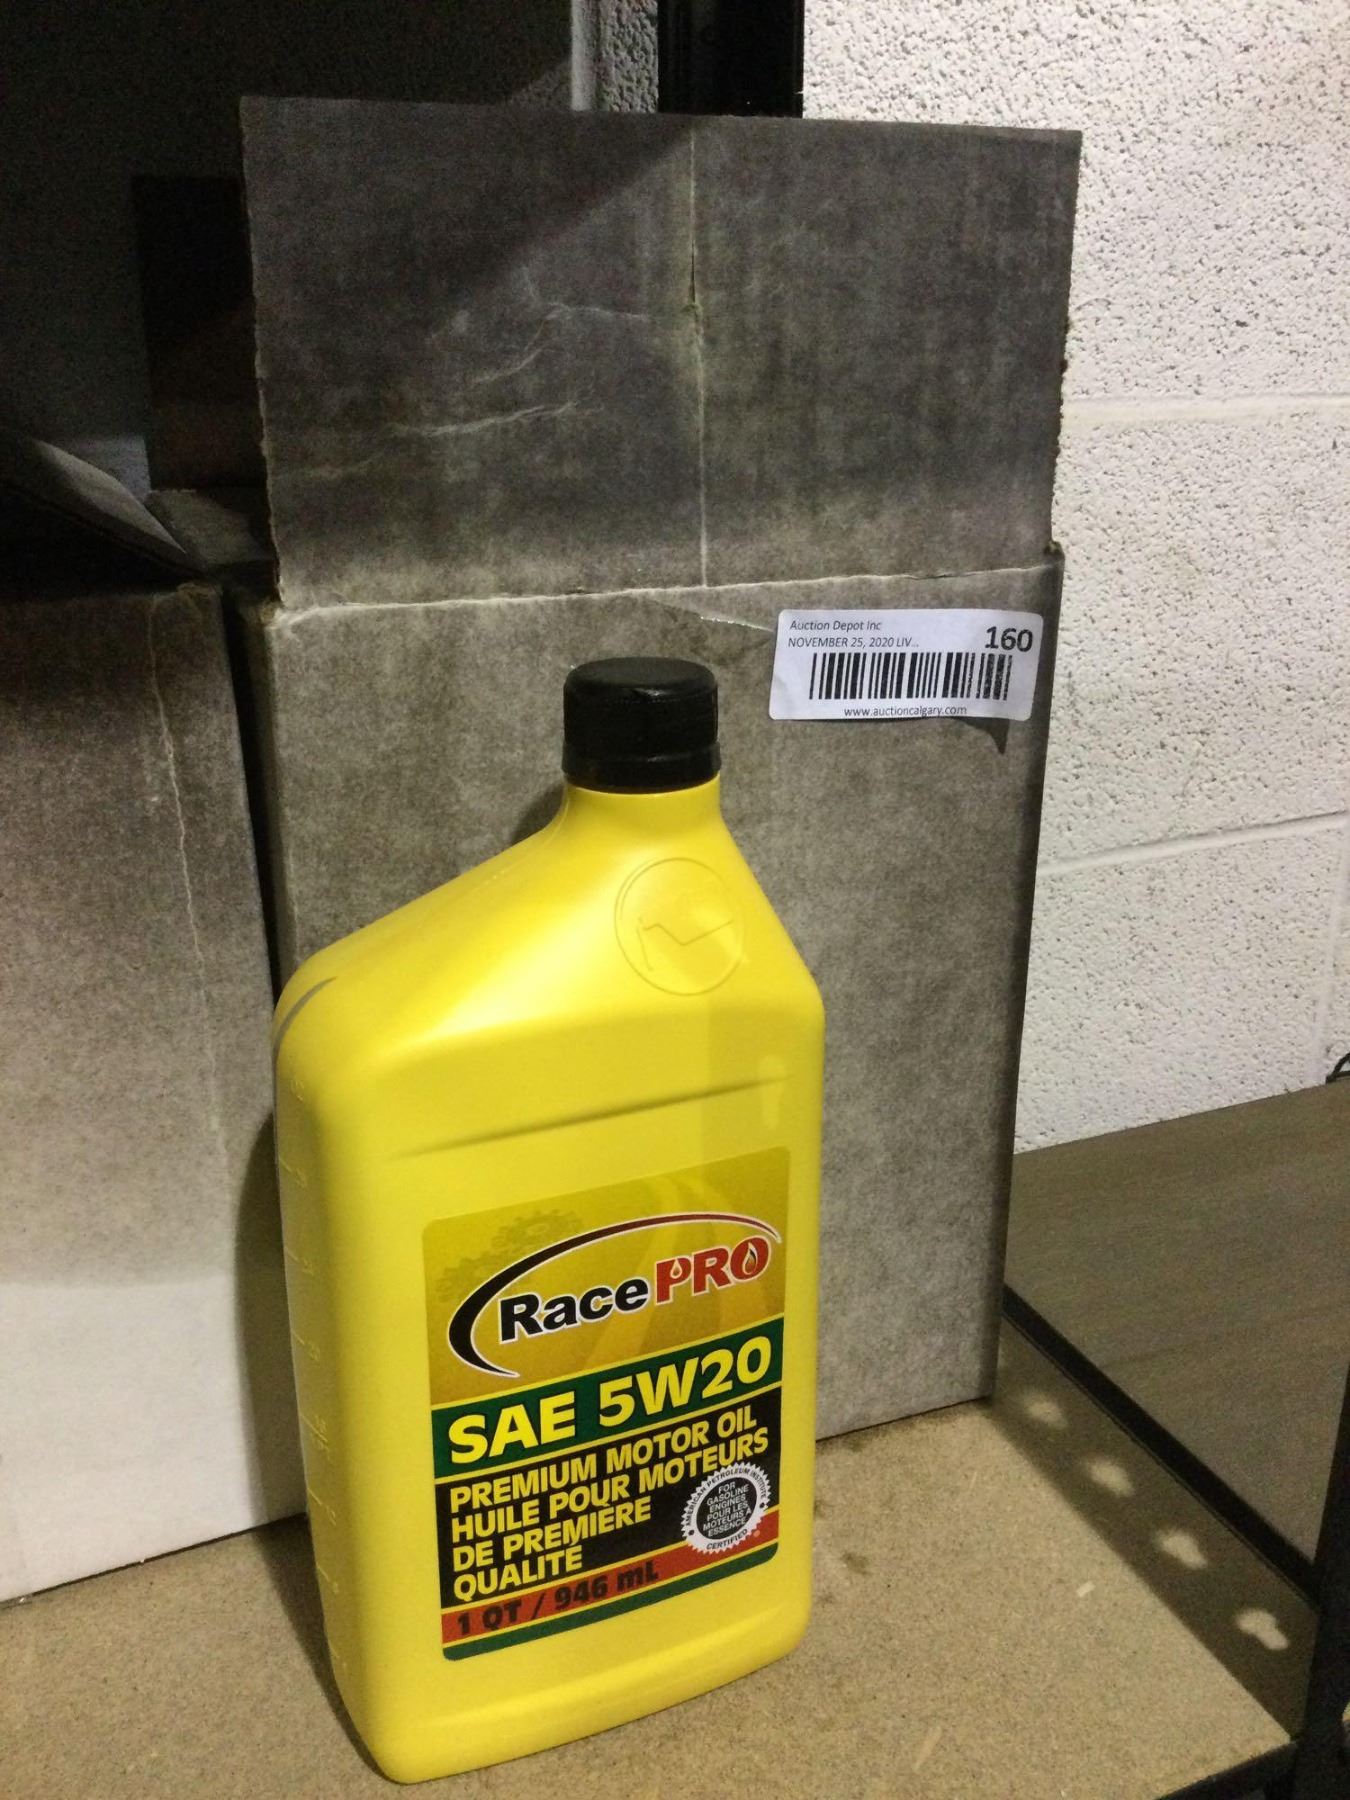 Auction Depot Inc
NOVEMBER 25, 2020 LIV...
160
www.auctioncalgary.com
RacePRO
SAE 5W20
PREMIUM MOTOR OIL
HUILE POUR MOTEURS
DE PREMIÈRE
QUALITÉ
AMERICAN PETROLEUM INSTITUTE
FOR
GASOLINE
ENGINES
POUR LES
MOTEURS À
ESSENCE
CERTIFIED
1 QT / 946 mL